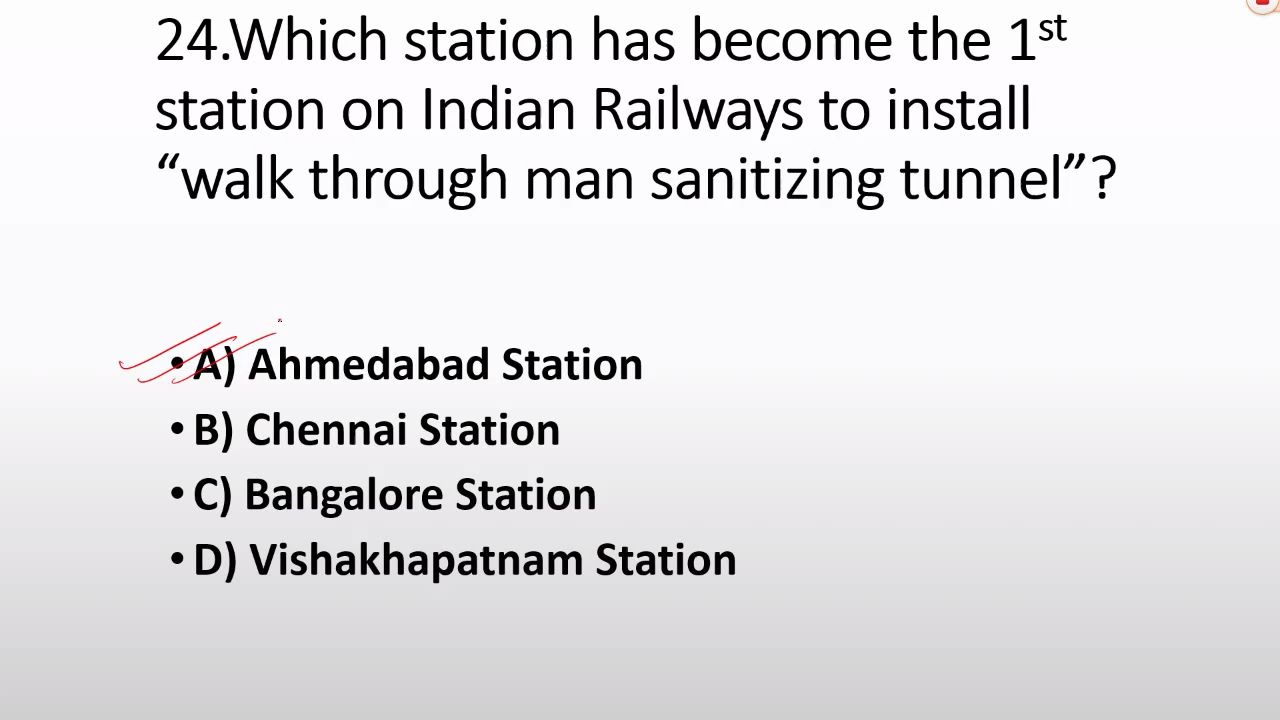 24.Which station has become the 1st
station on Indian Railways to install
“walk through man sanitizing tunnel”?
• A) Ahmedabad Station
• B) Chennai Station
• C) Bangalore Station
• D) Vishakhapatnam Station